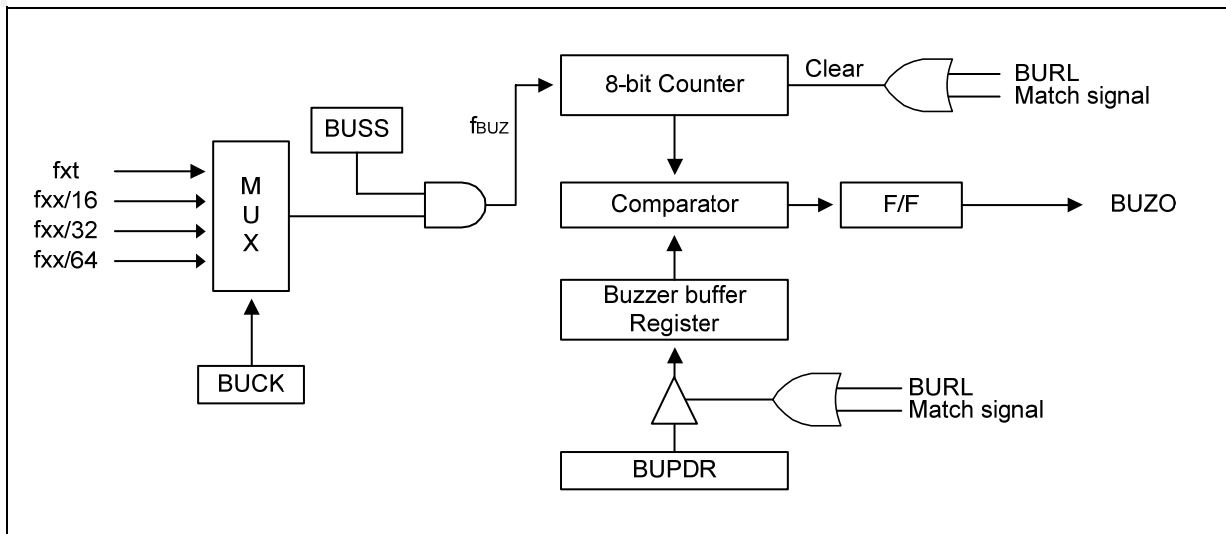 8-bit Counter
Clear
BURL
Match signal
BUSS
fBUZ
fxt
fxx/16
fxx/32
fxx/64
M
U
X
Comparator
F/F
BUZO
Buzzer buffer
Register
BUCK
BURL
Match signal
BUPDR